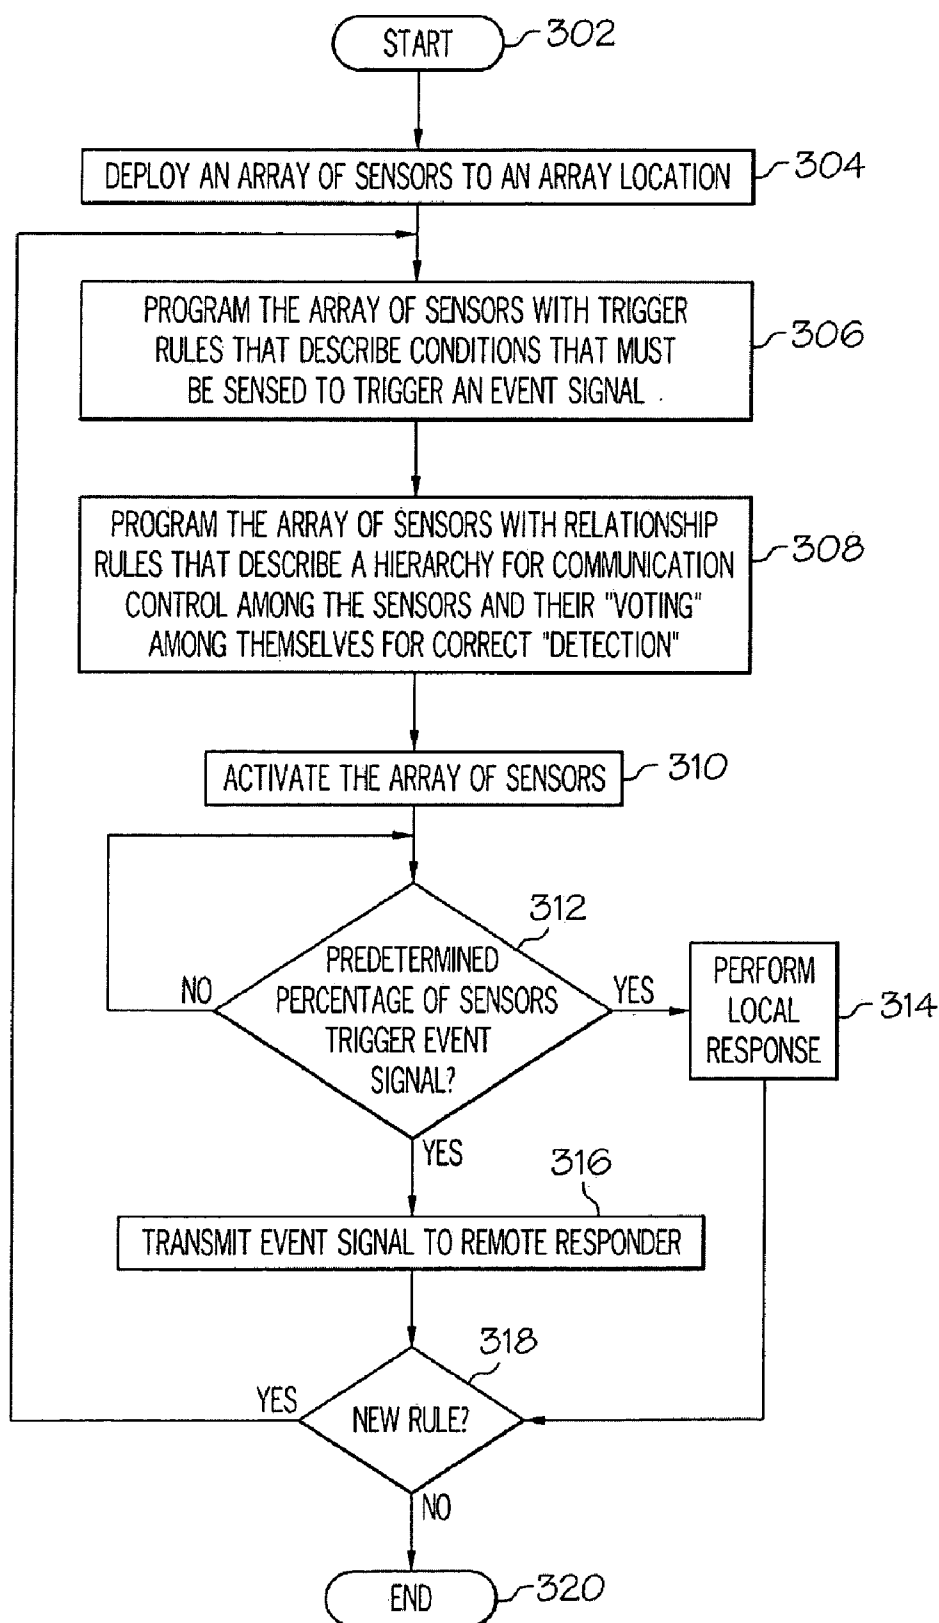 START
302
DEPLOY AN ARRAY OF SENSORS TO AN ARRAY LOCATION
304
PROGRAM THE ARRAY OF SENSORS WITH TRIGGER
RULES THAT DESCRIBE CONDITIONS THAT MUST
BE SENSED TO TRIGGER AN EVENT SIGNAL
306
PROGRAM THE ARRAY OF SENSORS WITH RELATIONSHIP
RULES THAT DESCRIBE A HIERARCHY FOR COMMUNICATION
CONTROL AMONG THE SENSORS AND THEIR "VOTING"
AMONG THEMSELVES FOR CORRECT "DETECTION"
308
ACTIVATE THE ARRAY OF SENSORS
310
312
PREDETERMINED
PERCENTAGE OF SENSORS
TRIGGER EVENT
SIGNAL?
NO
YES
PERFORM
LOCAL
RESPONSE
314
YES
316
TRANSMIT EVENT SIGNAL TO REMOTE RESPONDER
318
YES
NEW RULE?
NO
END
320